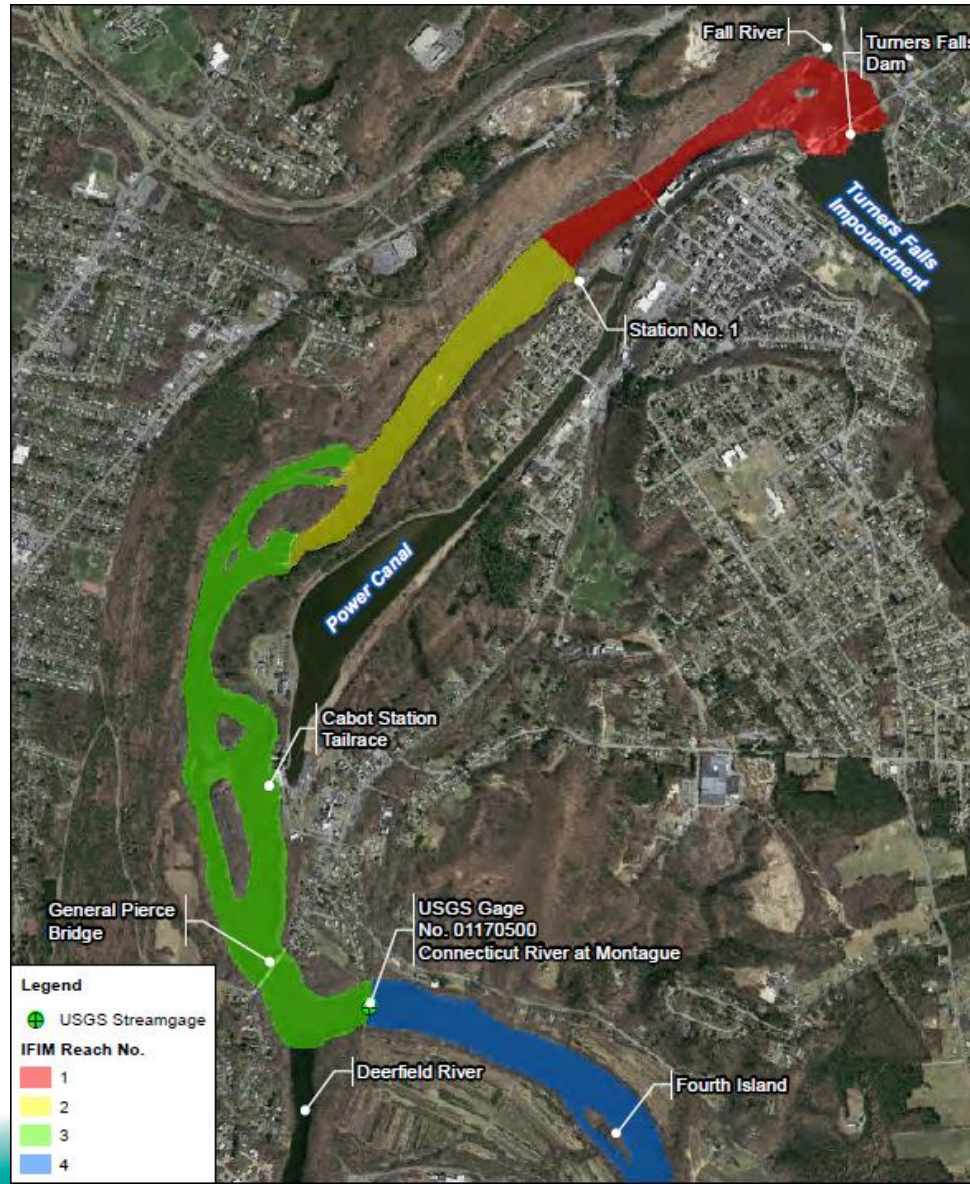 Fall River
Turners Falls
Dam
Turners Falls
Impoundment
Station No. 1
Power Canal
Cabot Station
Tailrace
General Pierce
Bridge
USGS Gage
No. 01170500
Connecticut River at Montague
Deerfield River
Fourth Island
Legend
USGS Streamgage
IFIM Reach No.
1
2
3
4